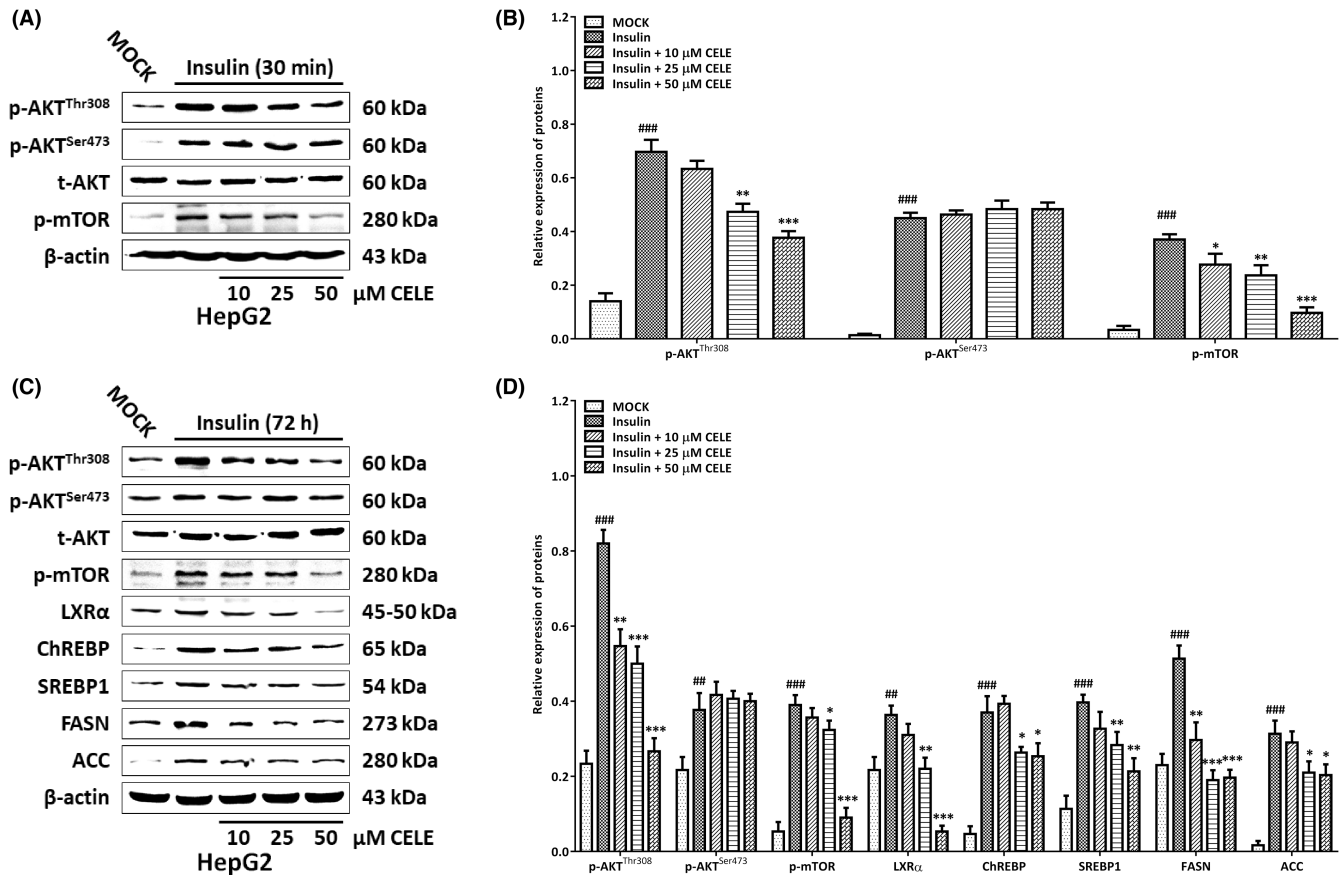 (A)
MOCK
Insulin (30 min)
p-AKTThr308 60 kDa
p-AKTSer473 60 kDa
t-AKT 60 kDa
p-mTOR 280 kDa
β-actin 43 kDa
10 25 50 μM CELE
HepG2
(B)
MOCK
Insulin
Insulin + 10 μM CELE
Insulin + 25 μM CELE
Insulin + 50 μM CELE
Relative expression of proteins
1.2
1.0
0.8
0.6
0.4
0.2
0.0
###
**
***
###
###
*
**
***
p-AKTThr308 p-AKTSer473 p-mTOR
(C)
MOCK
Insulin (72 h)
p-AKTThr308 60 kDa
p-AKTSer473 60 kDa
t-AKT 60 kDa
p-mTOR 280 kDa
LXRα 45-50 kDa
ChREBP 65 kDa
SREBP1 54 kDa
FASN 273 kDa
ACC 280 kDa
β-actin 43 kDa
10 25 50 μM CELE
HepG2
(D)
MOCK
Insulin
Insulin + 10 μM CELE
Insulin + 25 μM CELE
Insulin + 50 μM CELE
Relative expression of proteins
1.2
1.0
0.8
0.6
0.4
0.2
0.0
###
**
***
***
##
###
*
***
##
**
***
###
*
*
###
**
**
###
**
***
***
###
*
*
p-AKTThr308 p-AKTSer473 p-mTOR LXRα ChREBP SREBP1 FASN ACC